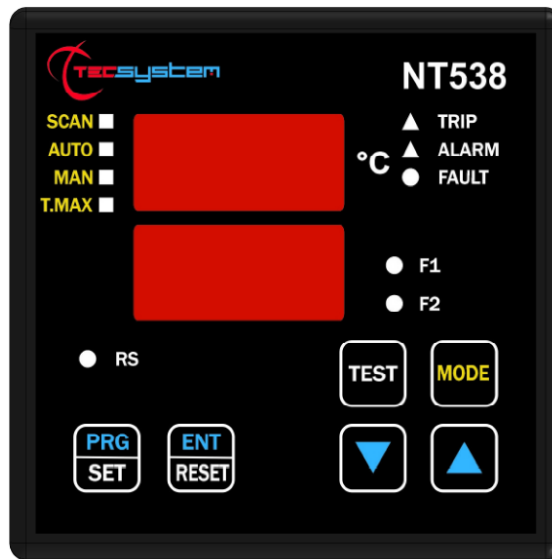 TECSYSTEM
NT538
SCAN
AUTO
MAN
T.MAX
°C
TRIP
ALARM
FAULT
F1
F2
RS
TEST
MODE
PRG
SET
ENT
RESET